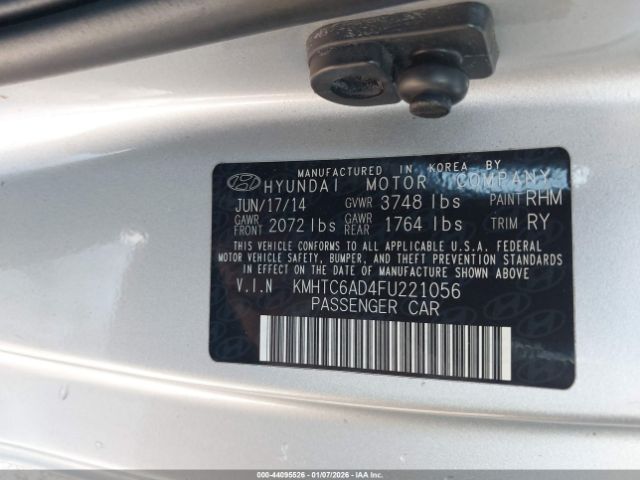 MANUFACTURED IN KOREA BY
HYUNDAI MOTOR COMPANY
JUN/17/14 GVWR 3748 lbs PAINT RHM
GAWR FRONT 2072 lbs GAWR REAR 1764 lbs TRIM RY
THIS VEHICLE CONFORMS TO ALL APPLICABLE U.S.A. FEDERAL
MOTOR VEHICLE SAFETY, BUMPER, AND THEFT PREVENTION STANDARDS
IN EFFECT ON THE DATE OF MANUFACTURE SHOWN ABOVE
V.I.N KMHTC6AD4FU221056
PASSENGER CAR
000-44095526 - 01/07/2026 - COPYRIGHT © IAA, LLC.